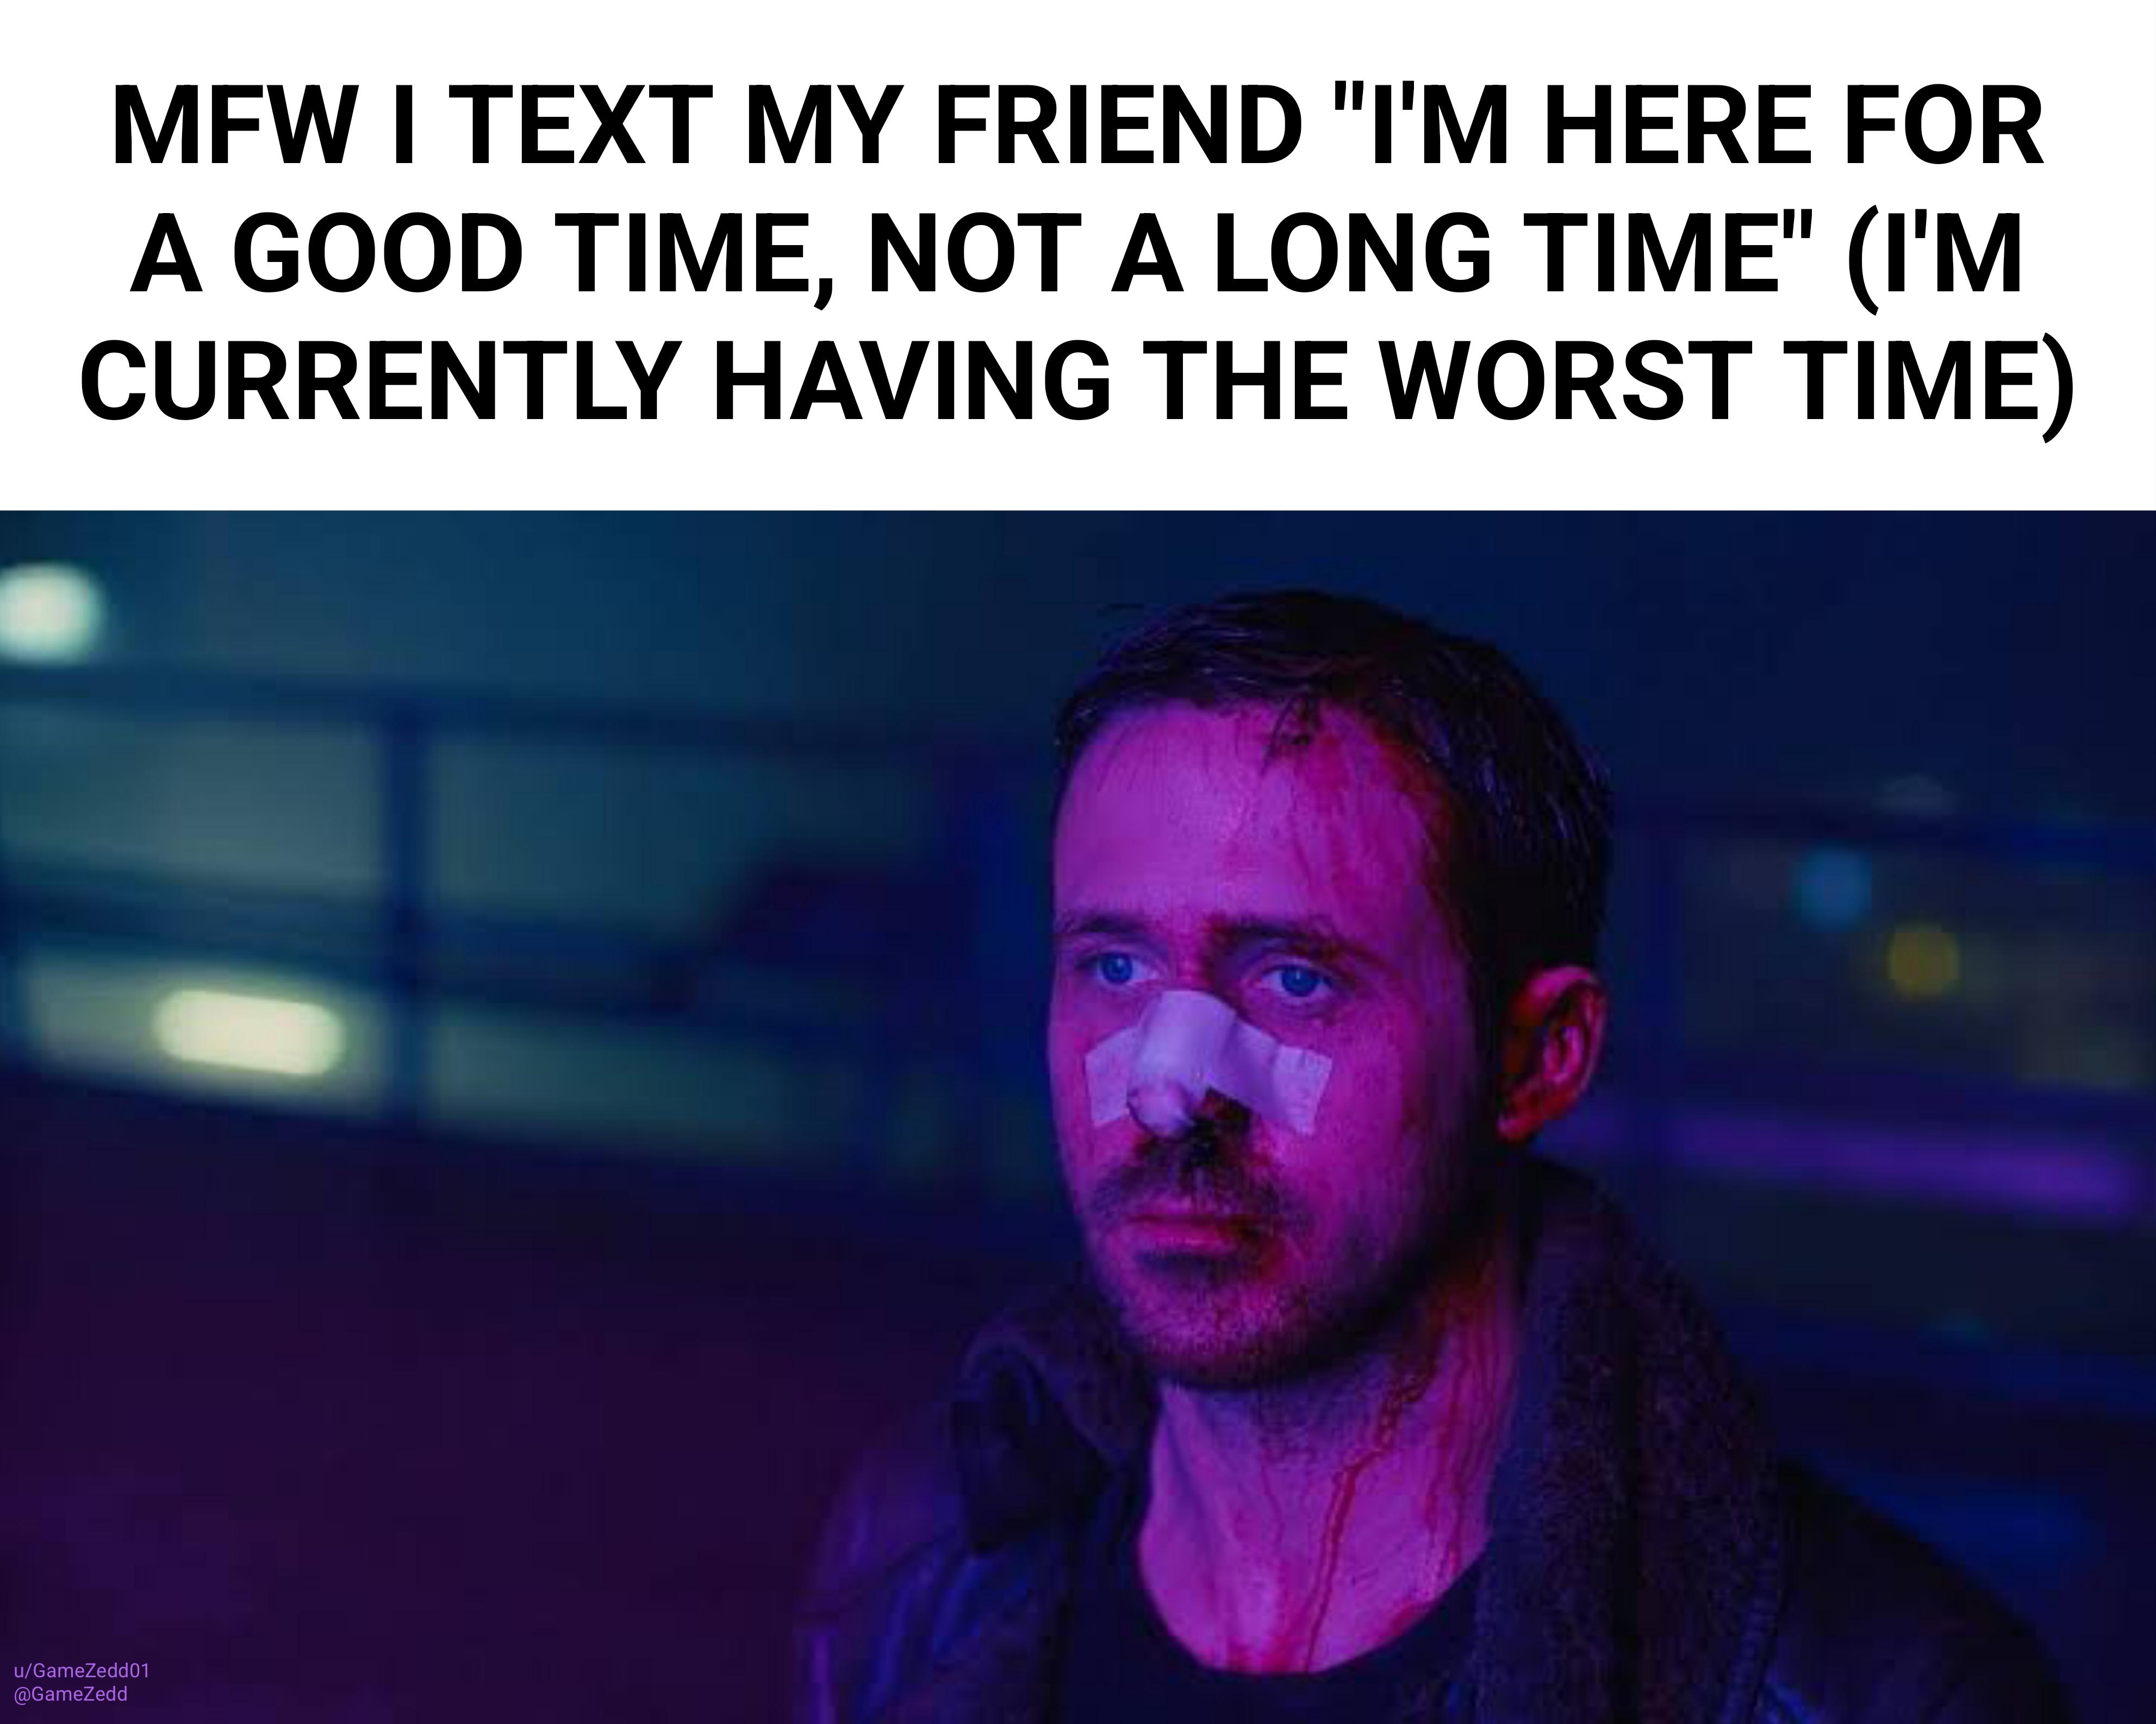 MFW I TEXT MY FRIEND "I'M HERE FOR
A GOOD TIME, NOT A LONG TIME" (I'M
CURRENTLY HAVING THE WORST TIME)
u/GameZedd01
@GameZedd